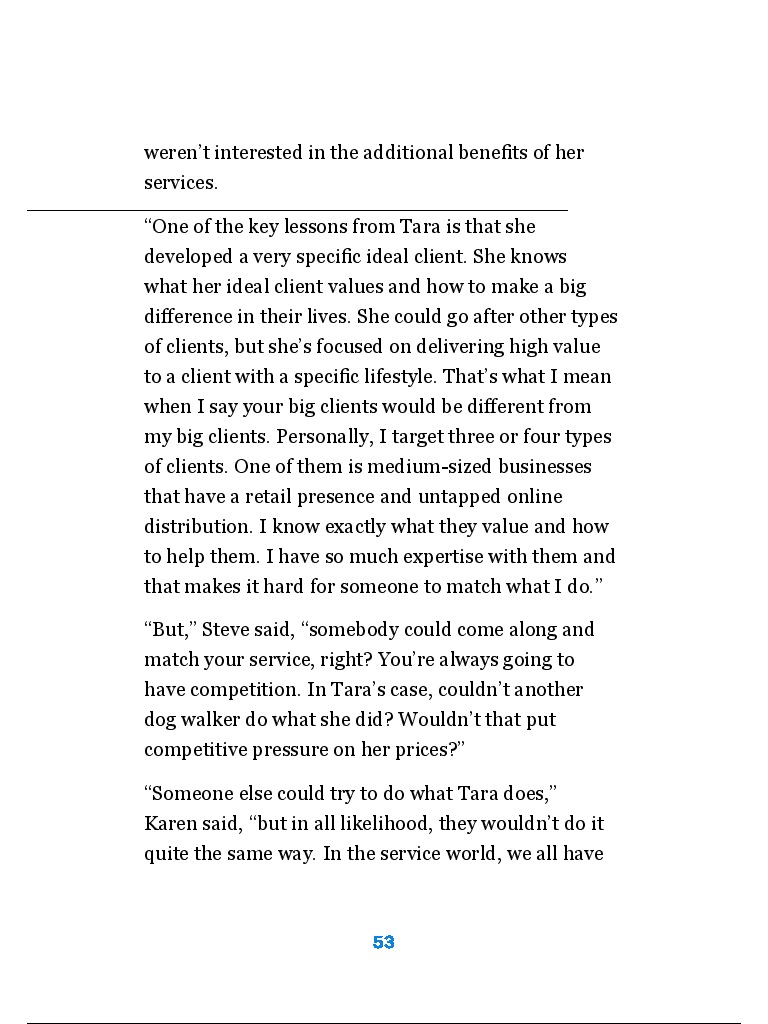 weren’t interested in the additional benefits of her
services.
“One of the key lessons from Tara is that she
developed a very specific ideal client. She knows
what her ideal client values and how to make a big
difference in their lives. She could go after other types
of clients, but she’s focused on delivering high value
to a client with a specific lifestyle. That’s what I mean
when I say your big clients would be different from
my big clients. Personally, I target three or four types
of clients. One of them is medium-sized businesses
that have a retail presence and untapped online
distribution. I know exactly what they value and how
to help them. I have so much expertise with them and
that makes it hard for someone to match what I do.”
“But,” Steve said, “somebody could come along and
match your service, right? You’re always going to
have competition. In Tara’s case, couldn’t another
dog walker do what she did? Wouldn’t that put
competitive pressure on her prices?”
“Someone else could try to do what Tara does,”
Karen said, “but in all likelihood, they wouldn’t do it
quite the same way. In the service world, we all have
53